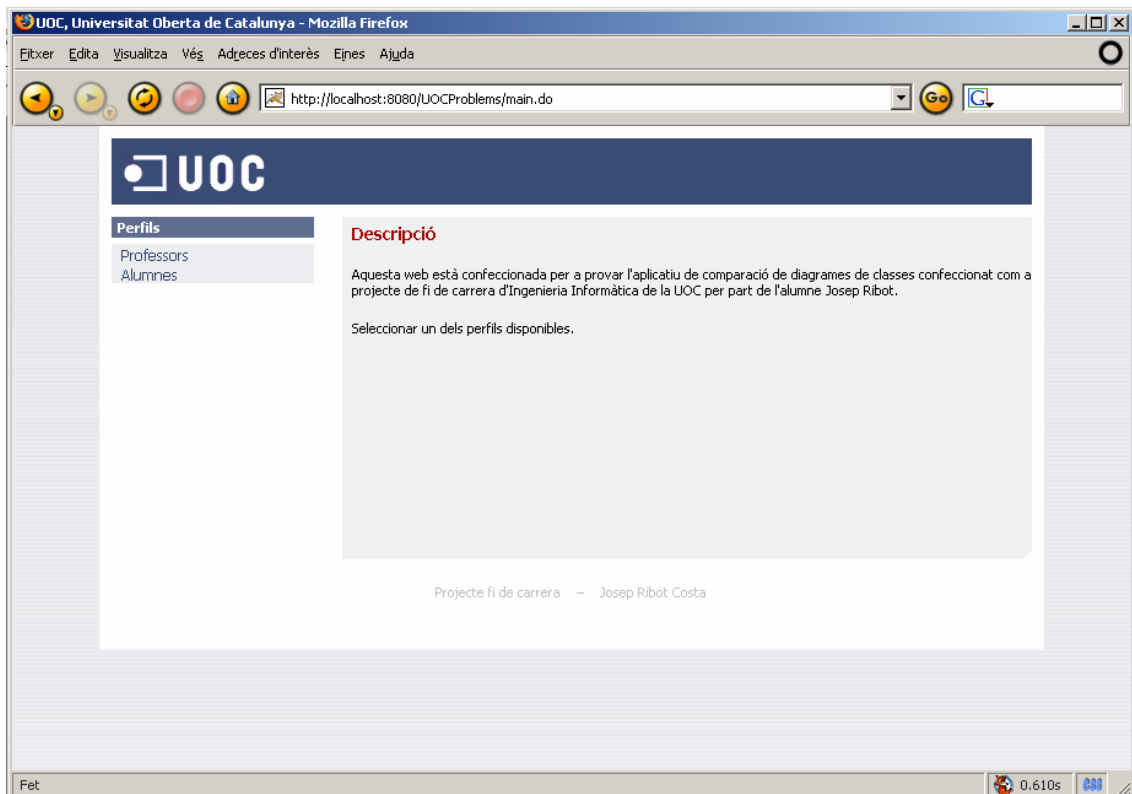 UOC, Universitat Oberta de Catalunya - Mozilla Firefox
Fitxer Edita Visualitza Vés Adreces d'interès Eines Ajuda
http://localhost:8080/UOCProblems/main.do
Go
G
UOC
Perfils
Professors
Alumnes
Descripció
Aquesta web està confeccionada per a provar l'aplicatiu de comparació de diagrames de classes confeccionat com a
projecte de fi de carrera d'Ingenieria Informàtica de la UOC per part de l'alumne Josep Ribot.
Seleccionar un dels perfils disponibles.
Projecte fi de carrera – Josep Ribot Costa
Fet
0.610s